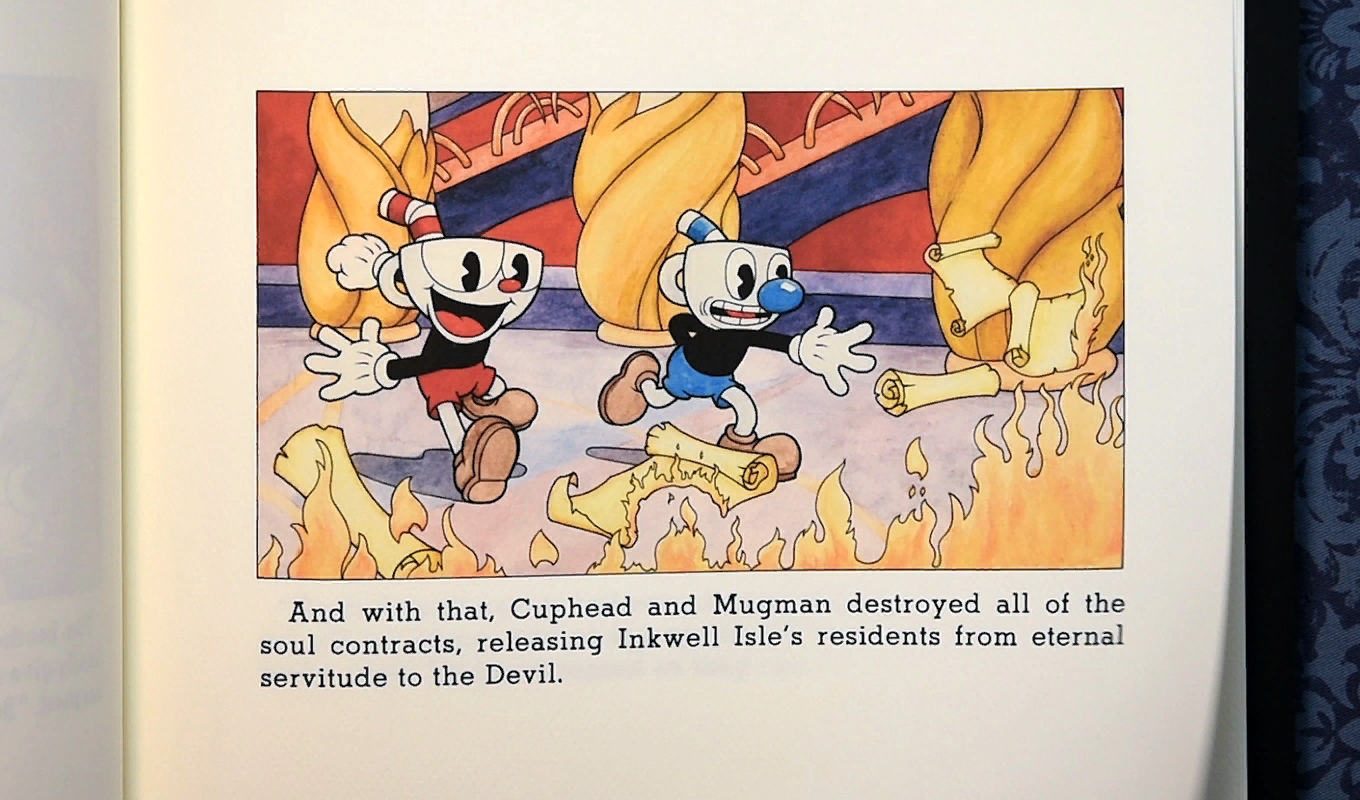 And with that, Cuphead and Mugman destroyed all of the
soul contracts, releasing Inkwell Isle's residents from eternal
servitude to the Devil.